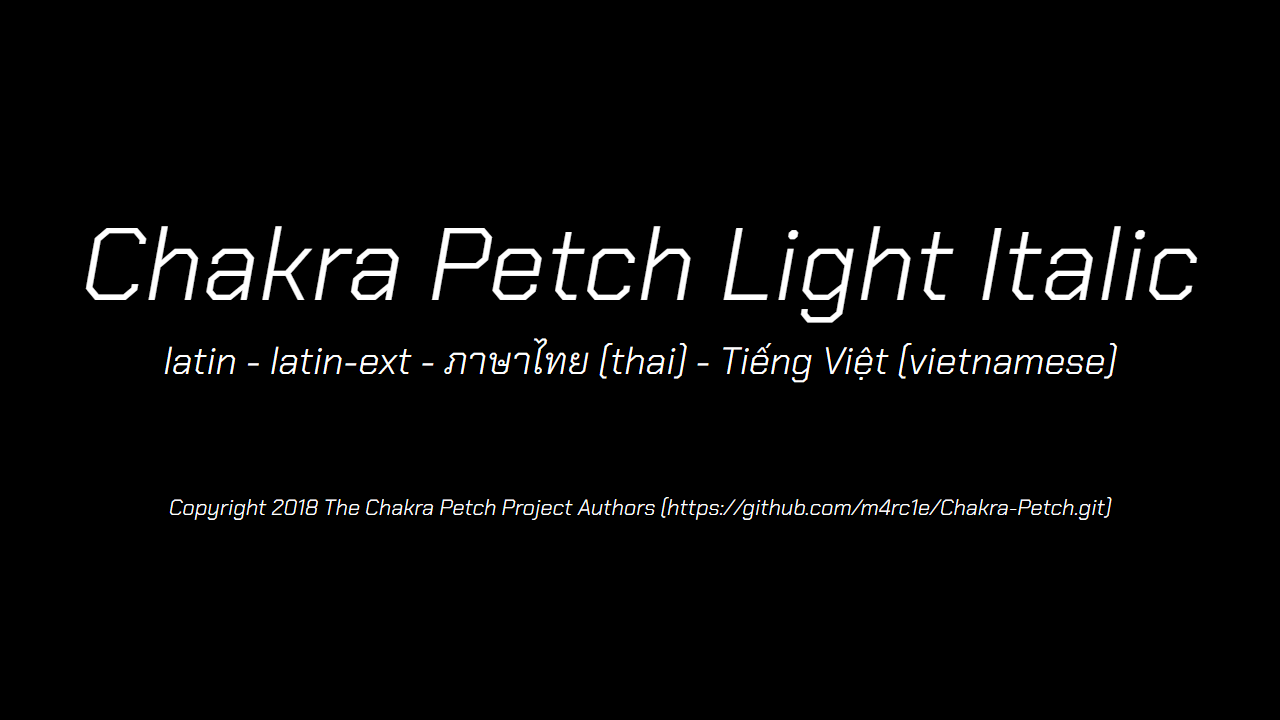 Chakra Petch Light Italic
latin - latin-ext - ภาษาไทย (thai) - Tiếng Việt (vietnamese)
Copyright 2018 The Chakra Petch Project Authors (https://github.com/m4rc1e/Chakra-Petch.git)